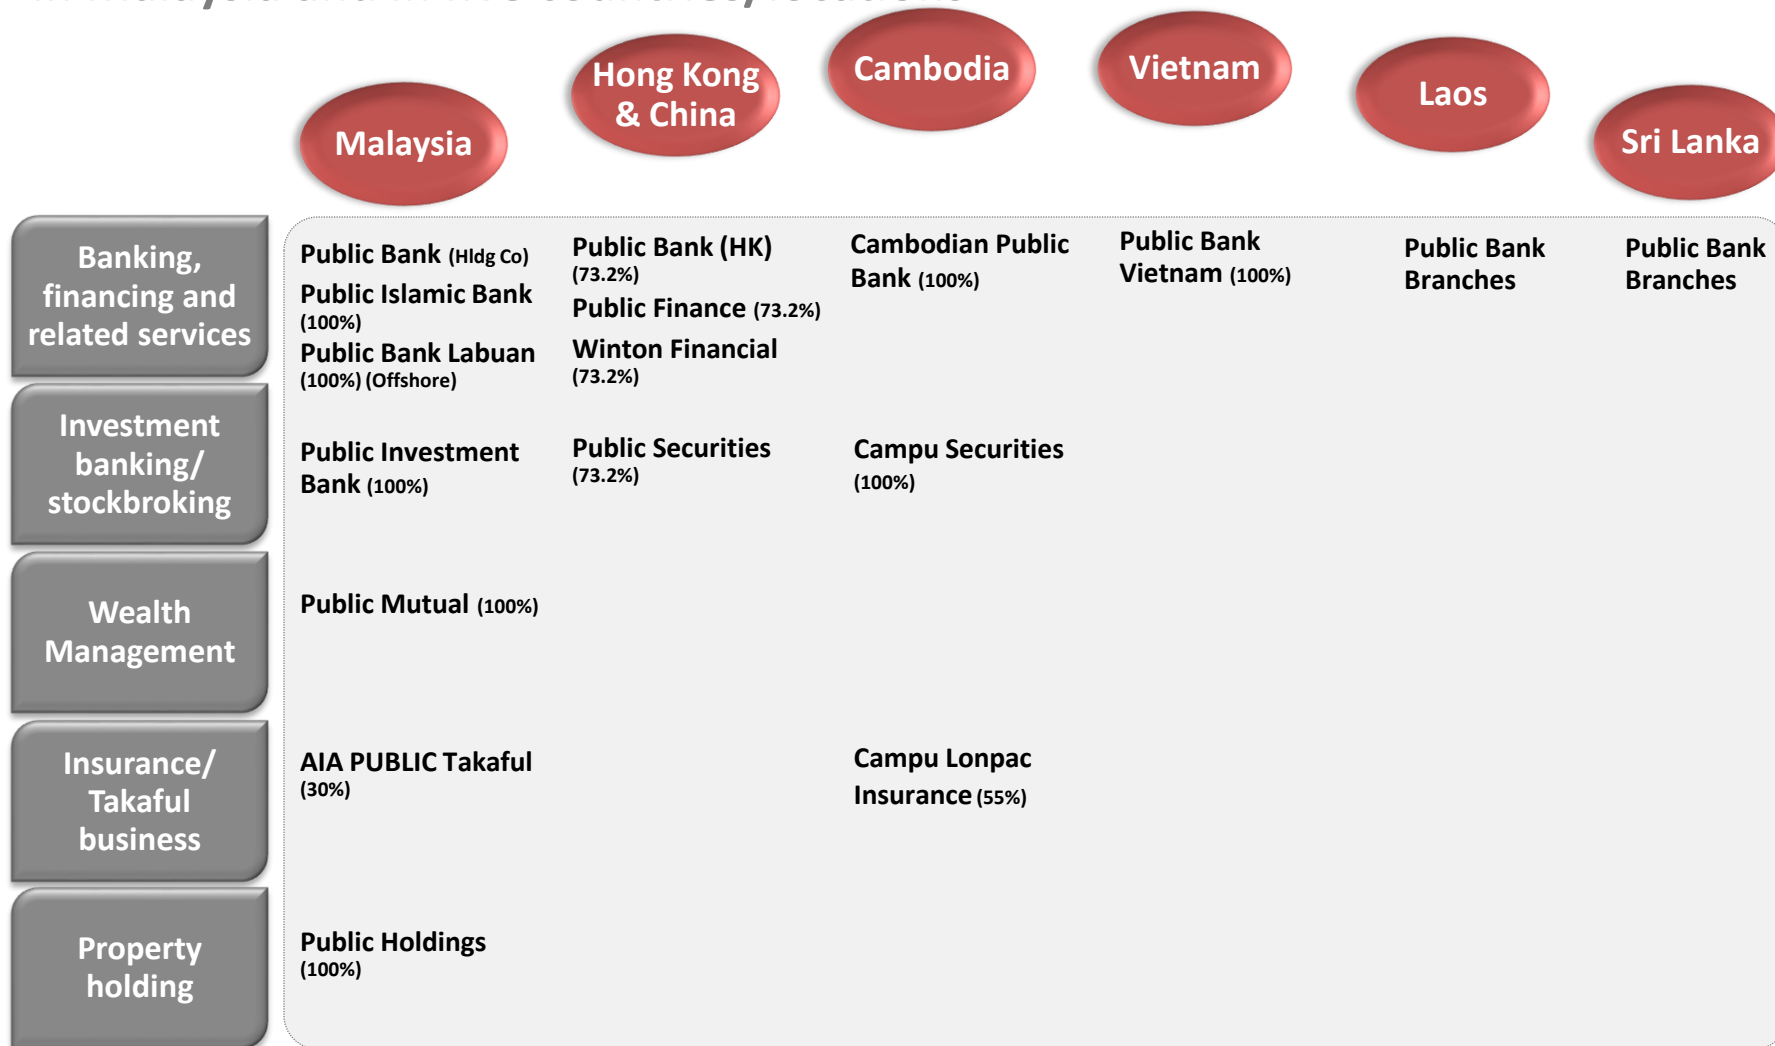 Malaysia
Hong Kong
& China
Cambodia
Vietnam
Laos
Sri Lanka
Banking,
financing and
related services
Public Bank (Hldg Co)
Public Islamic Bank
(100%)
Public Bank Labuan
(100%) (Offshore)
Public Bank (HK)
(73.2%)
Public Finance (73.2%)
Winton Financial
(73.2%)
Cambodian Public
Bank (100%)
Public Bank
Vietnam (100%)
Public Bank
Branches
Public Bank
Branches
Investment
banking/
stockbroking
Public Investment
Bank (100%)
Public Securities
(73.2%)
Campu Securities
(100%)
Wealth
Management
Public Mutual (100%)
Insurance/
Takaful
business
AIA PUBLIC Takaful
(30%)
Campu Lonpac
Insurance (55%)
Property
holding
Public Holdings
(100%)